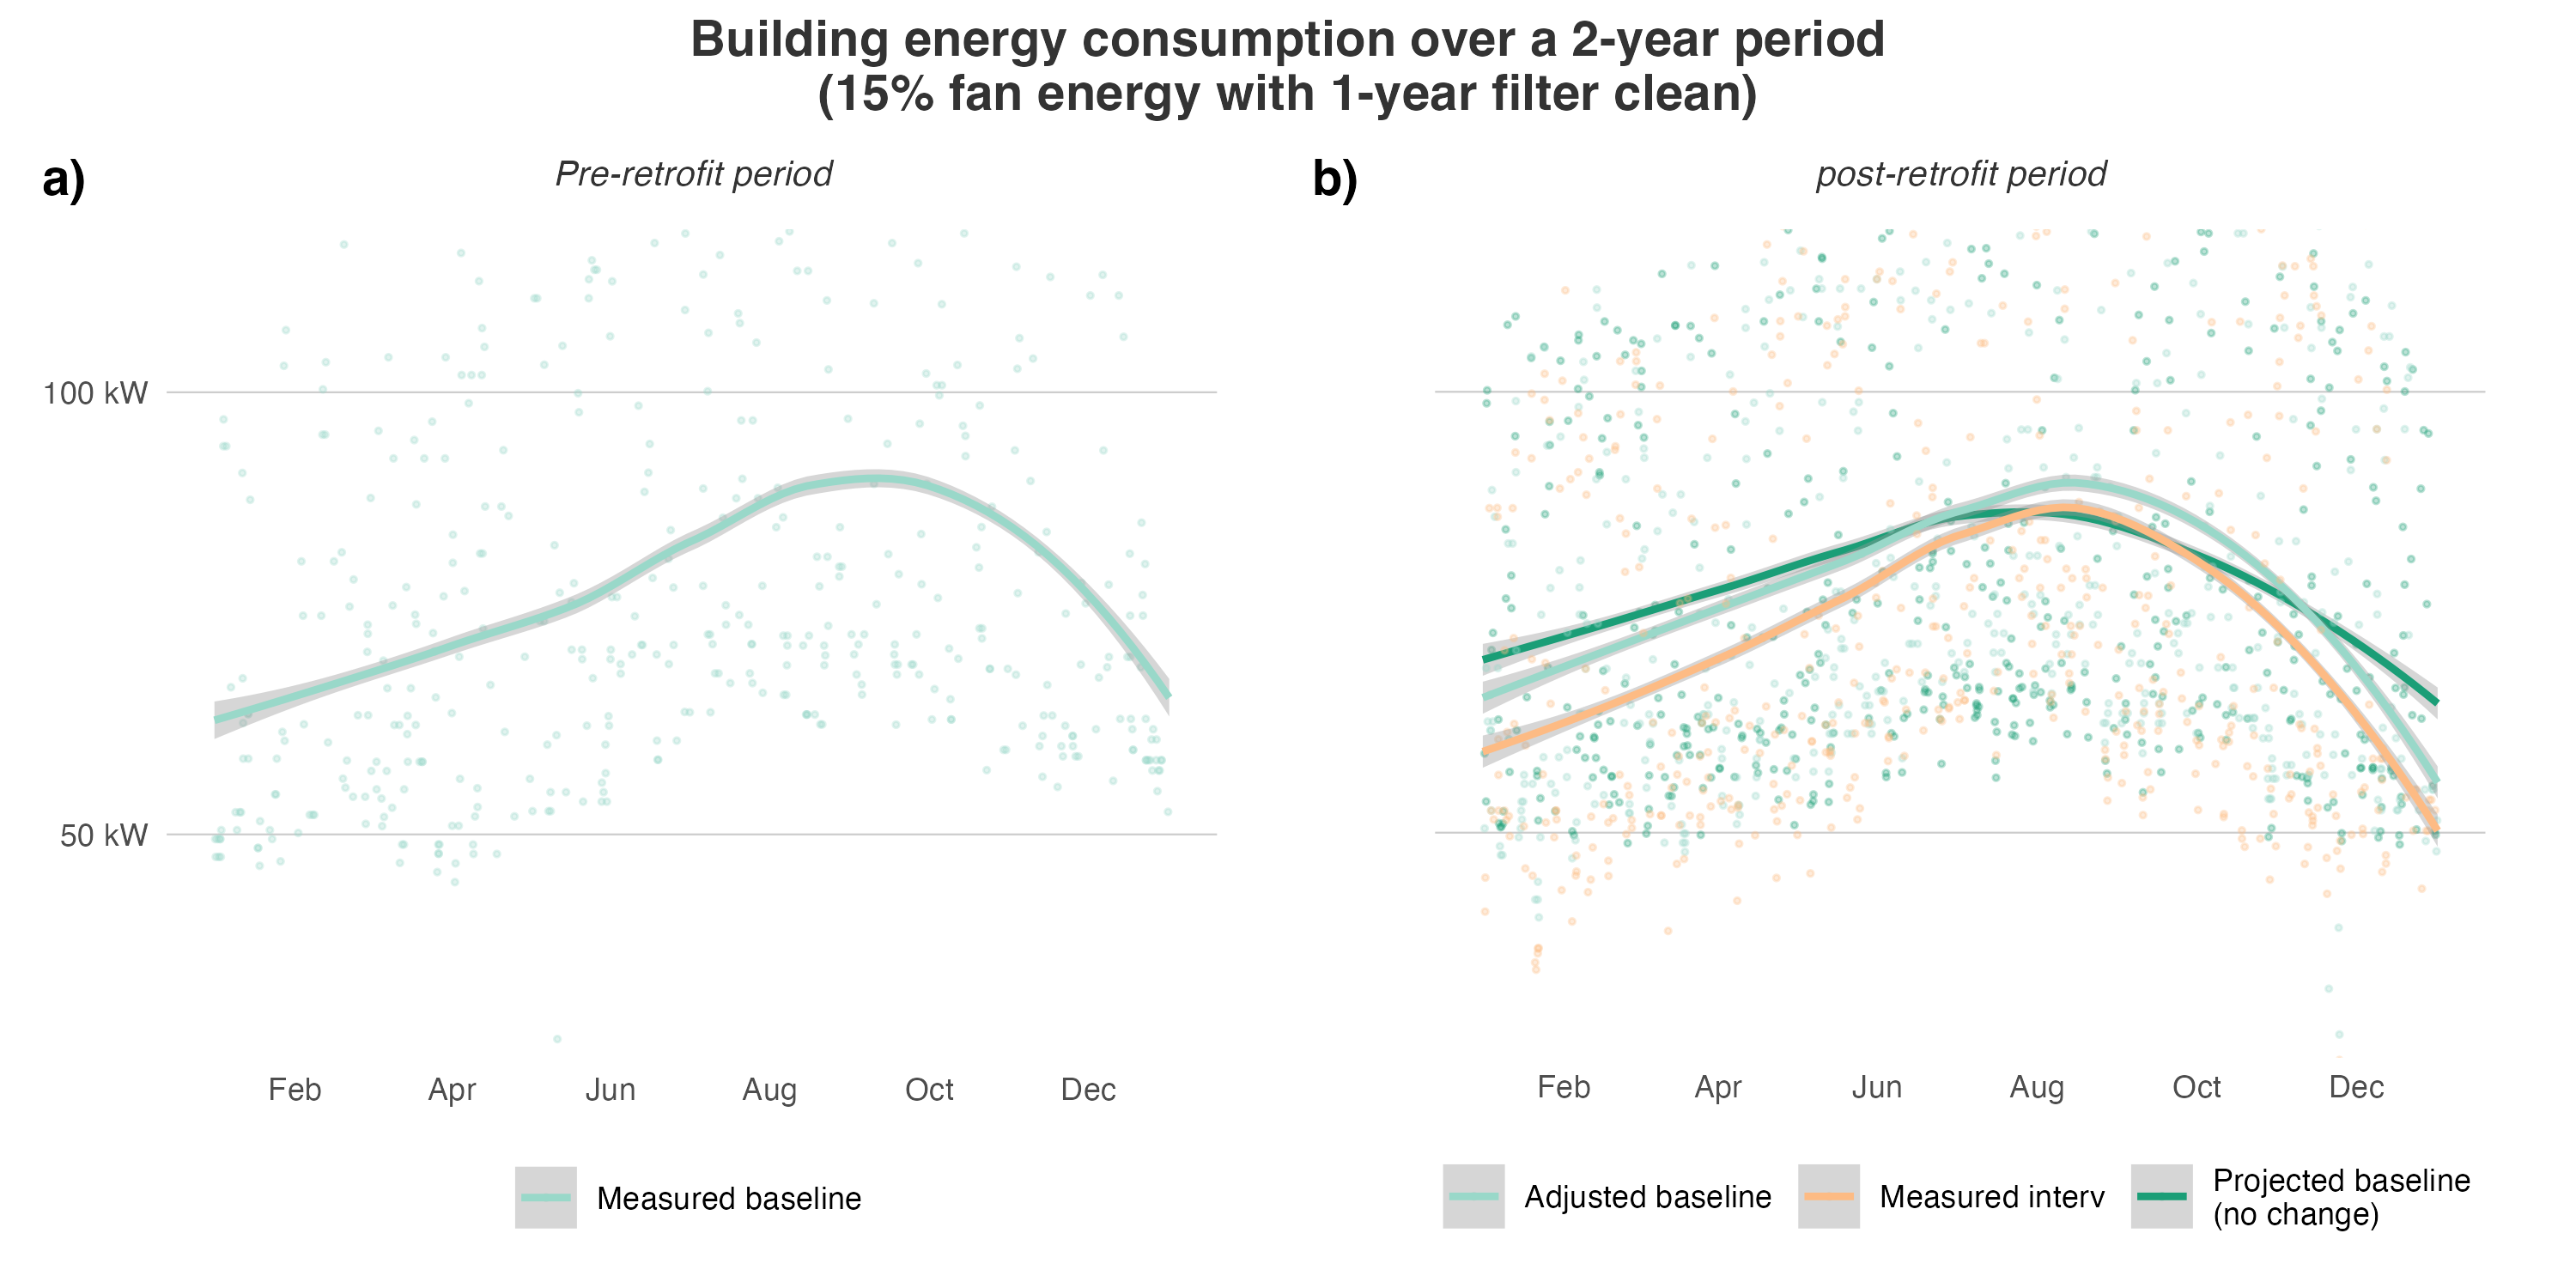 Building energy consumption over a 2-year period
(15% fan energy with 1-year filter clean)
a)
Pre-retrofit period
100 kW
50 kW
Feb Apr Jun Aug Oct Dec
Measured baseline
b)
post-retrofit period
Feb Apr Jun Aug Oct Dec
Adjusted baseline
Measured interv
Projected baseline
(no change)